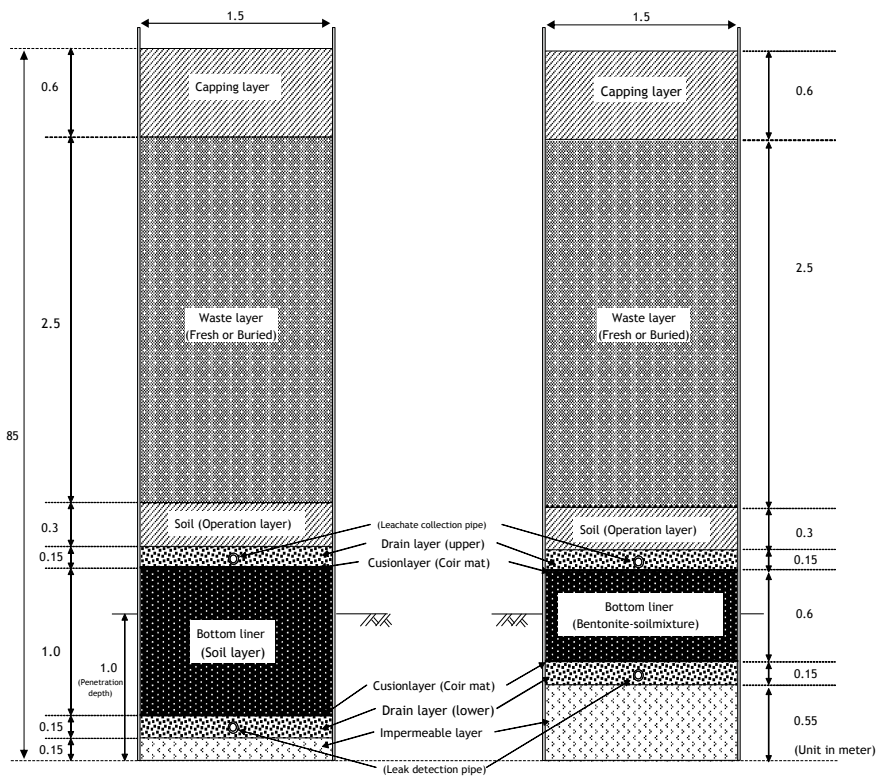 1.5
1.5
0.6
Capping layer
Capping layer
0.6
2.5
Waste layer
(Fresh or Buried)
Waste layer
(Fresh or Buried)
2.5
85
0.3
Soil (Operation layer)
(Leachate collection pipe)
Soil (Operation layer)
0.3
0.15
Drain layer (upper)
0.15
Cusionlayer (Coir mat)
1.0
Bottom liner
(Soil layer)
Bottom liner
(Bentonite-soilmixture)
0.6
1.0
(Penetration
depth)
Cusionlayer (Coir mat)
0.15
Drain layer (lower)
0.15
Impermeable layer
0.15
0.55
(Unit in meter)
(Leak detection pipe)